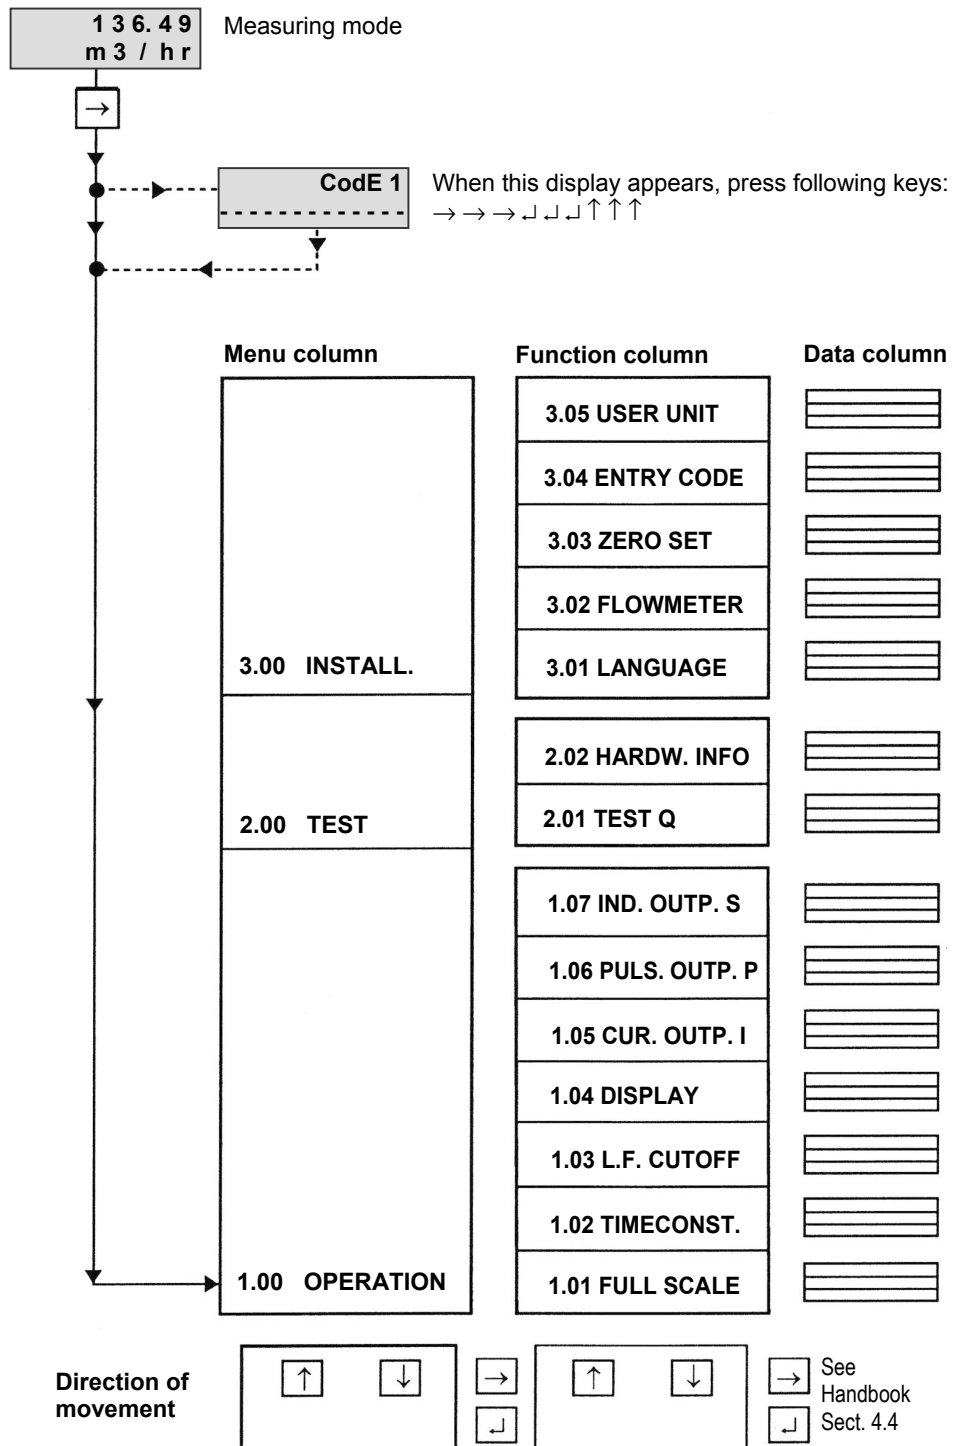 1 3 6. 4 9
m 3 / h r
Measuring mode
→
CodE 1
When this display appears, press following keys:
→ → → ↵ ↵ ↵ ↑ ↑ ↑
Menu column
Function column
Data column
3.05 USER UNIT
3.04 ENTRY CODE
3.03 ZERO SET
3.02 FLOWMETER
3.00 INSTALL.
3.01 LANGUAGE
2.02 HARDW. INFO
2.00 TEST
2.01 TEST Q
1.07 IND. OUTP. S
1.06 PULS. OUTP. P
1.05 CUR. OUTP. I
1.04 DISPLAY
1.03 L.F. CUTOFF
1.02 TIMECONST.
1.00 OPERATION
1.01 FULL SCALE
Direction of
movement
↑ ↓ → ↑ ↓ →
↵ ↵
See
Handbook
Sect. 4.4